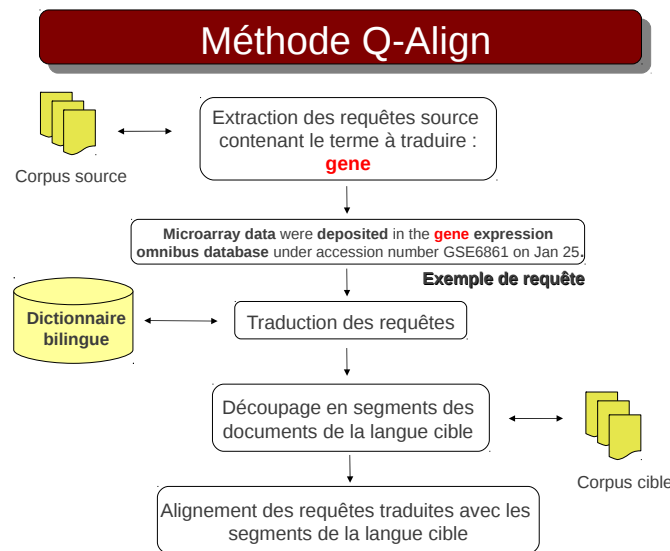 Méthode Q-Align
Extraction des requêtes source
contenant le terme à traduire :
gene
Corpus source
Microarray data were deposited in the gene expression
omnibus database under accession number GSE6861 on Jan 25.
Exemple de requête
Dictionnaire
bilingue
Traduction des requêtes
Découpage en segments des
documents de la langue cible
Corpus cible
Alignement des requêtes traduites avec les
segments de la langue cible